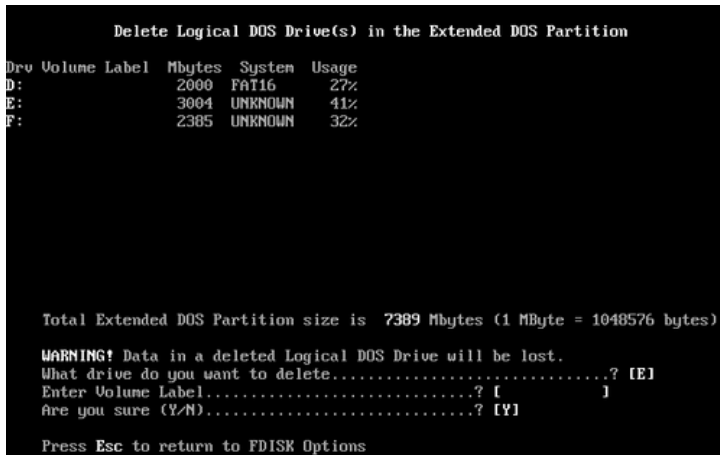 Delete Logical DOS Drive(s) in the Extended DOS Partition
Drv Volume Label Mbytes System Usage
D: 2000 FAT16 27%
E: 3004 UNKNOWN 41%
F: 2385 UNKNOWN 32%
Total Extended DOS Partition size is 7389 Mbytes (1 MByte = 1048576 bytes)
WARNING! Data in a deleted Logical DOS Drive will be lost.
What drive do you want to delete...............................? [E]
Enter Volume Label..............................? [ ]
Are you sure (Y/N)..............................? [Y]
Press Esc to return to FDISK Options